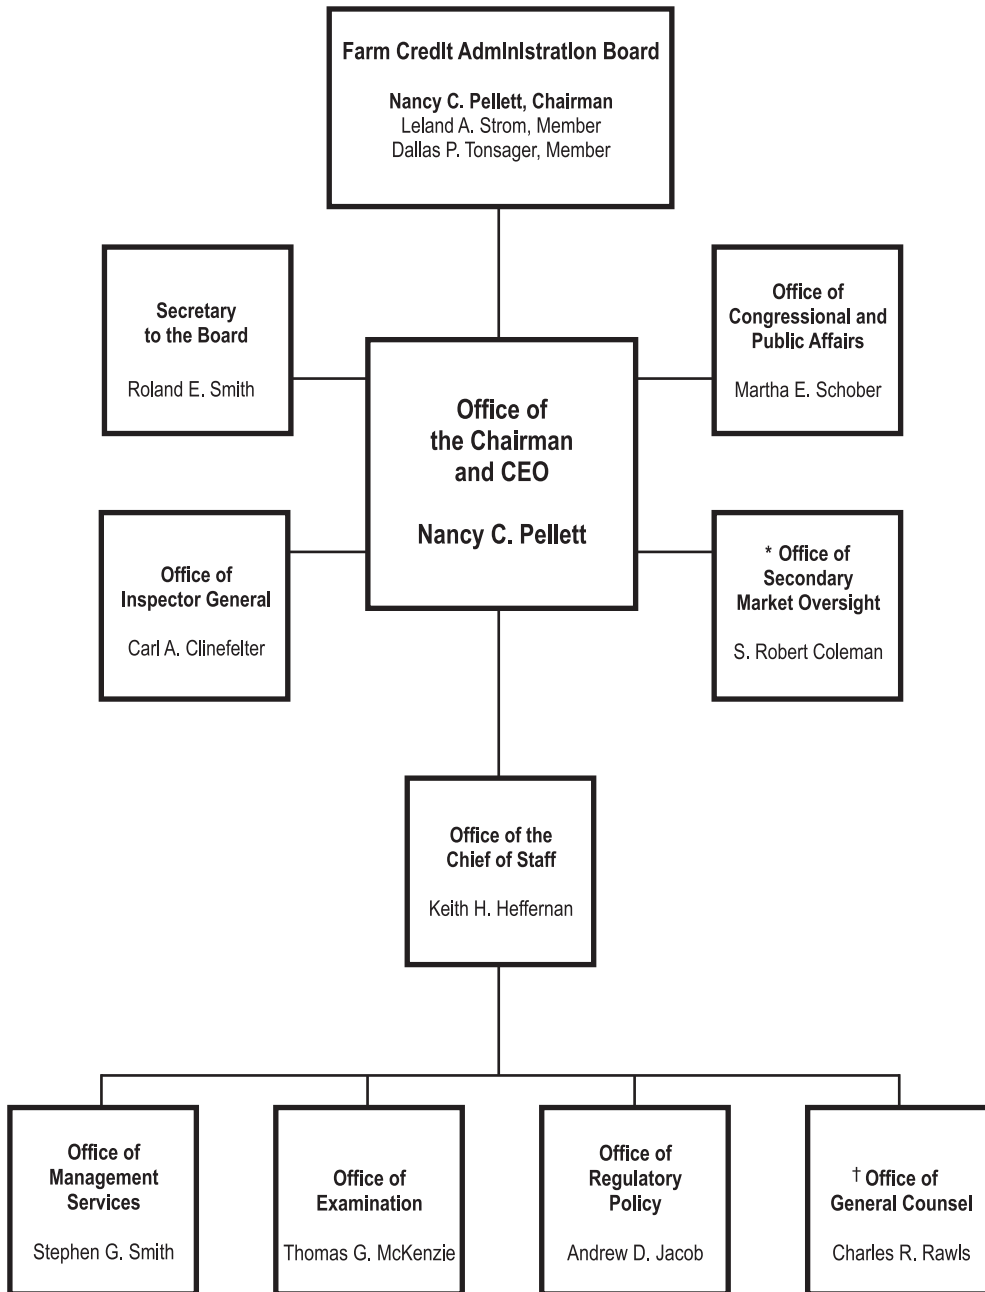 Farm Credit Administration Board
Nancy C. Pellett, Chairman
Leland A. Strom, Member
Dallas P. Tonsager, Member
Secretary
to the Board
Roland E. Smith
Office of
Congressional and
Public Affairs
Martha E. Schober
Office of
the Chairman
and CEO
Nancy C. Pellett
Office of
Inspector General
Carl A. Clinefelter
* Office of
Secondary
Market Oversight
S. Robert Coleman
Office of the
Chief of Staff
Keith H. Heffernan
Office of
Management
Services
Stephen G. Smith
Office of
Examination
Thomas G. McKenzie
Office of
Regulatory
Policy
Andrew D. Jacob
† Office of
General Counsel
Charles R. Rawls